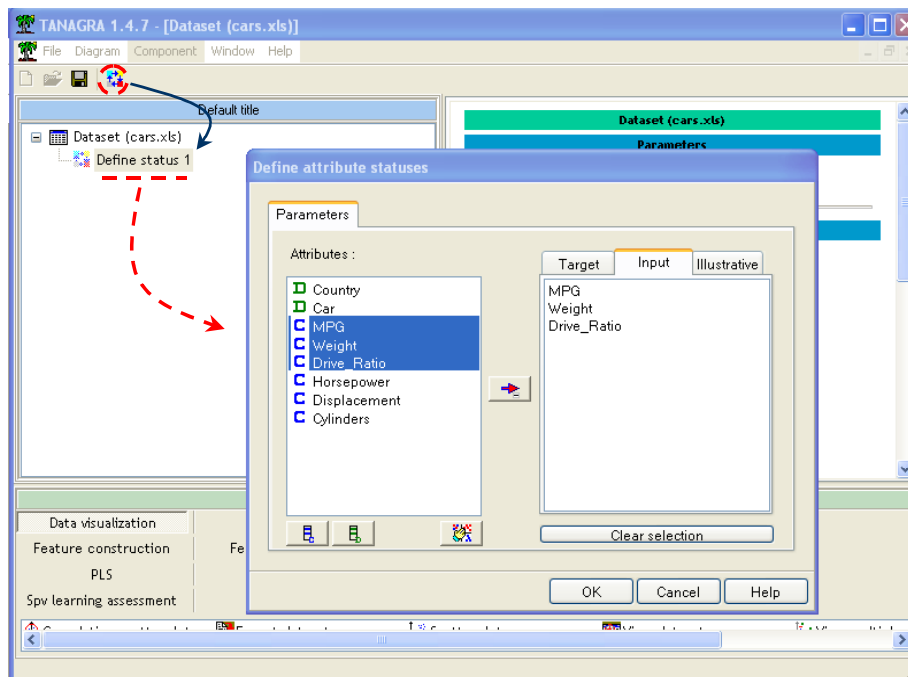 TANAGRA 1.4.7 - [Dataset (cars.xls)]
File Diagram Component Window Help
Default title
Dataset (cars.xls)
Define status 1
Dataset (cars.xls)
Parameters
Define attribute statuses
Parameters
Attributes :
D Country
D Car
C MPG
C Weight
C Drive_Ratio
C Horsepower
C Displacement
C Cylinders
Target Input Illustrative
MPG
Weight
Drive_Ratio
Clear selection
OK Cancel Help
Data visualization
Feature construction
Fe
PLS
Spv learning assessment